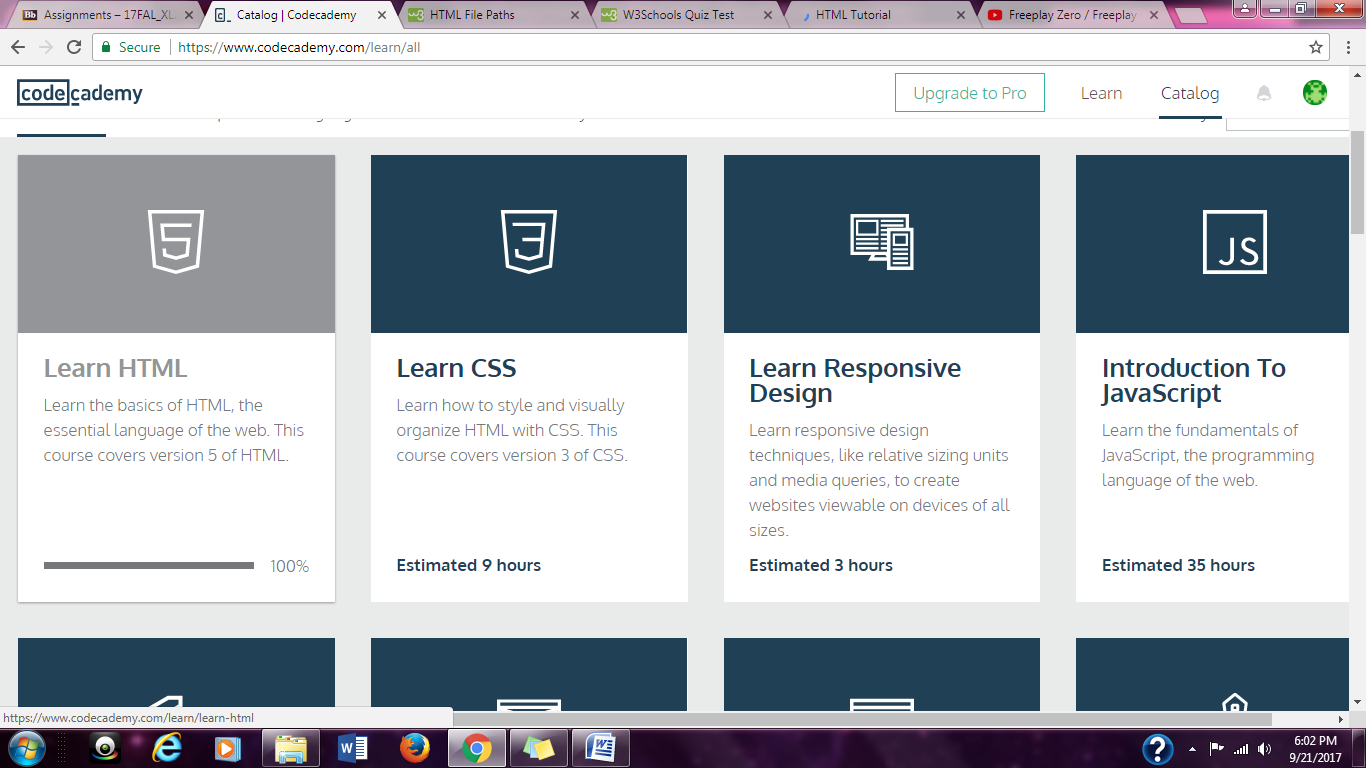 Bb Assignments – 17FAL_XL
Catalog | Codecademy
HTML File Paths
W3Schools Quiz Test
HTML Tutorial
Freeplay Zero / Freeplay
Secure
https://www.codecademy.com/learn/all
codecademy
Upgrade to Pro
Learn
Catalog
5
3
JS
Learn HTML
Learn the basics of HTML, the
essential language of the web. This
course covers version 5 of HTML.
100%
Learn CSS
Learn how to style and visually
organize HTML with CSS. This
course covers version 3 of CSS.
Estimated 9 hours
Learn Responsive
Design
Learn responsive design
techniques, like relative sizing units
and media queries, to create
websites viewable on devices of all
sizes.
Estimated 3 hours
Introduction To
JavaScript
Learn the fundamentals of
JavaScript, the programming
language of the web.
Estimated 35 hours
https://www.codecademy.com/learn/learn-html
6:02 PM
9/21/2017